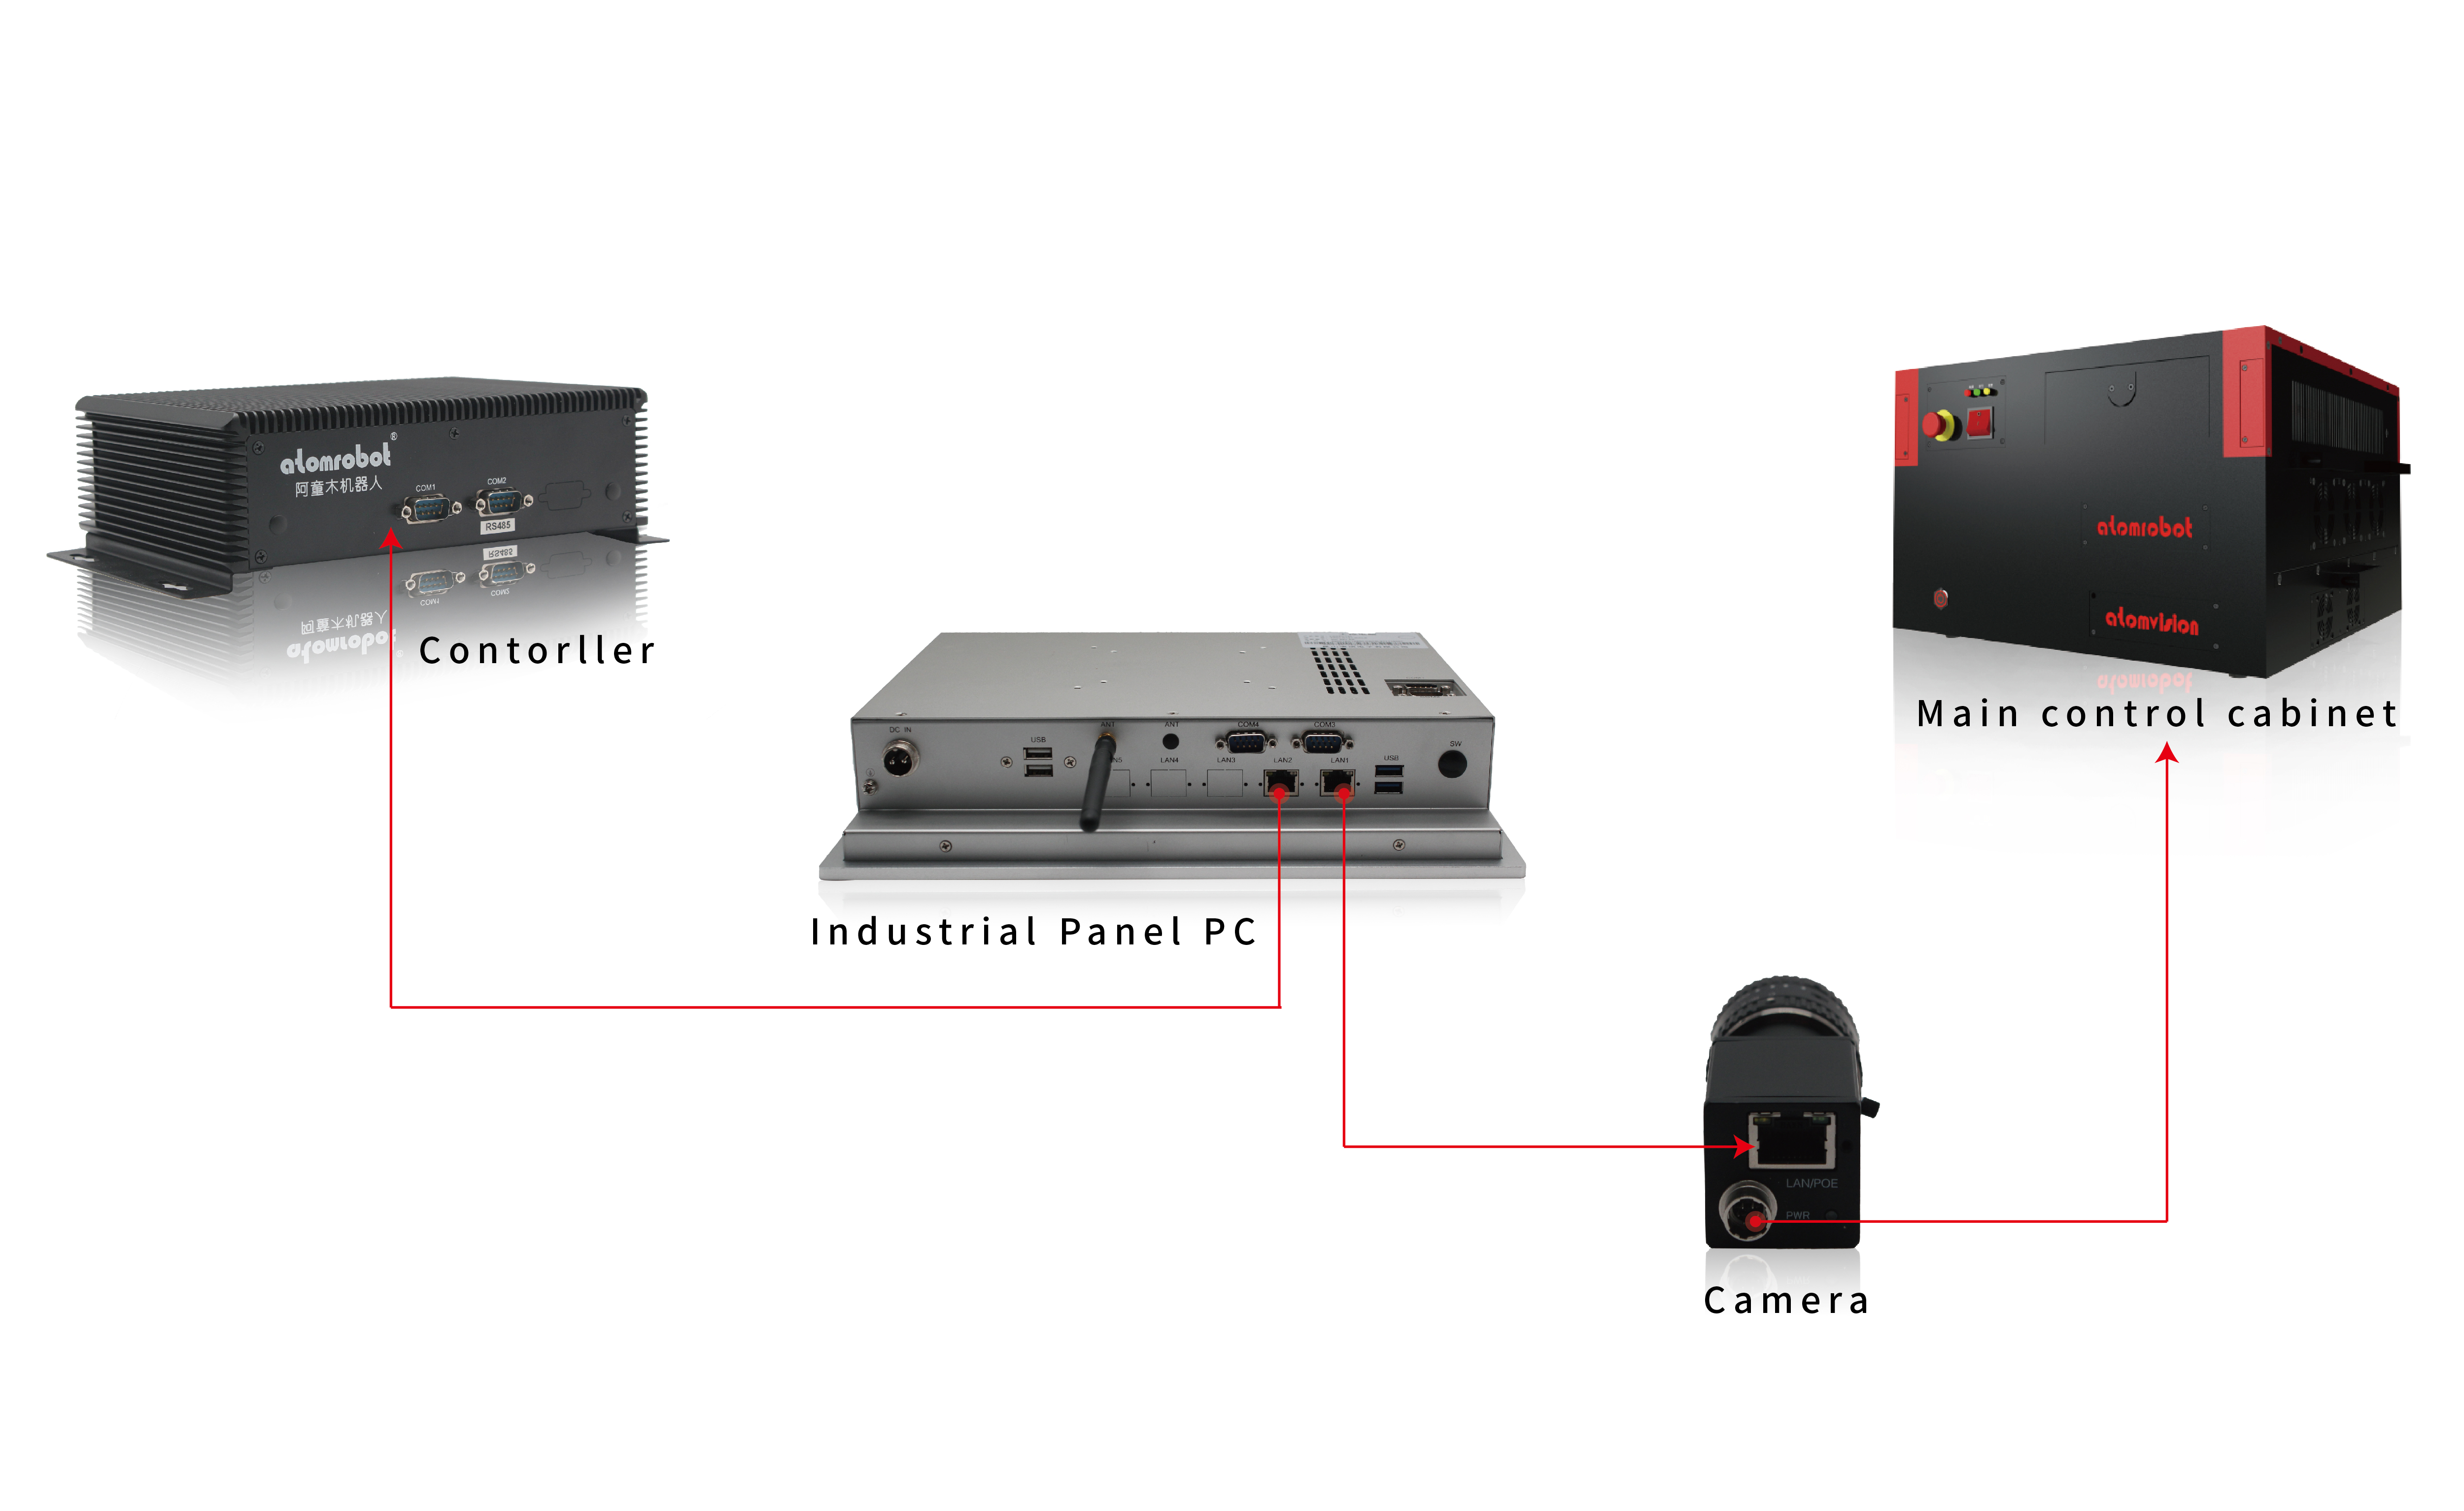 atomrobot®
阿童木机器人
COM1
COM2
RS485
Contorller
DC IN
USB
ANT
ANT
COM4
COM3
SW
LAN4
LAN3
LAN2
LAN1
USB
Industrial Panel PC
atomrobot
atomvision
Main control cabinet
LAN/POE
PWR
Camera